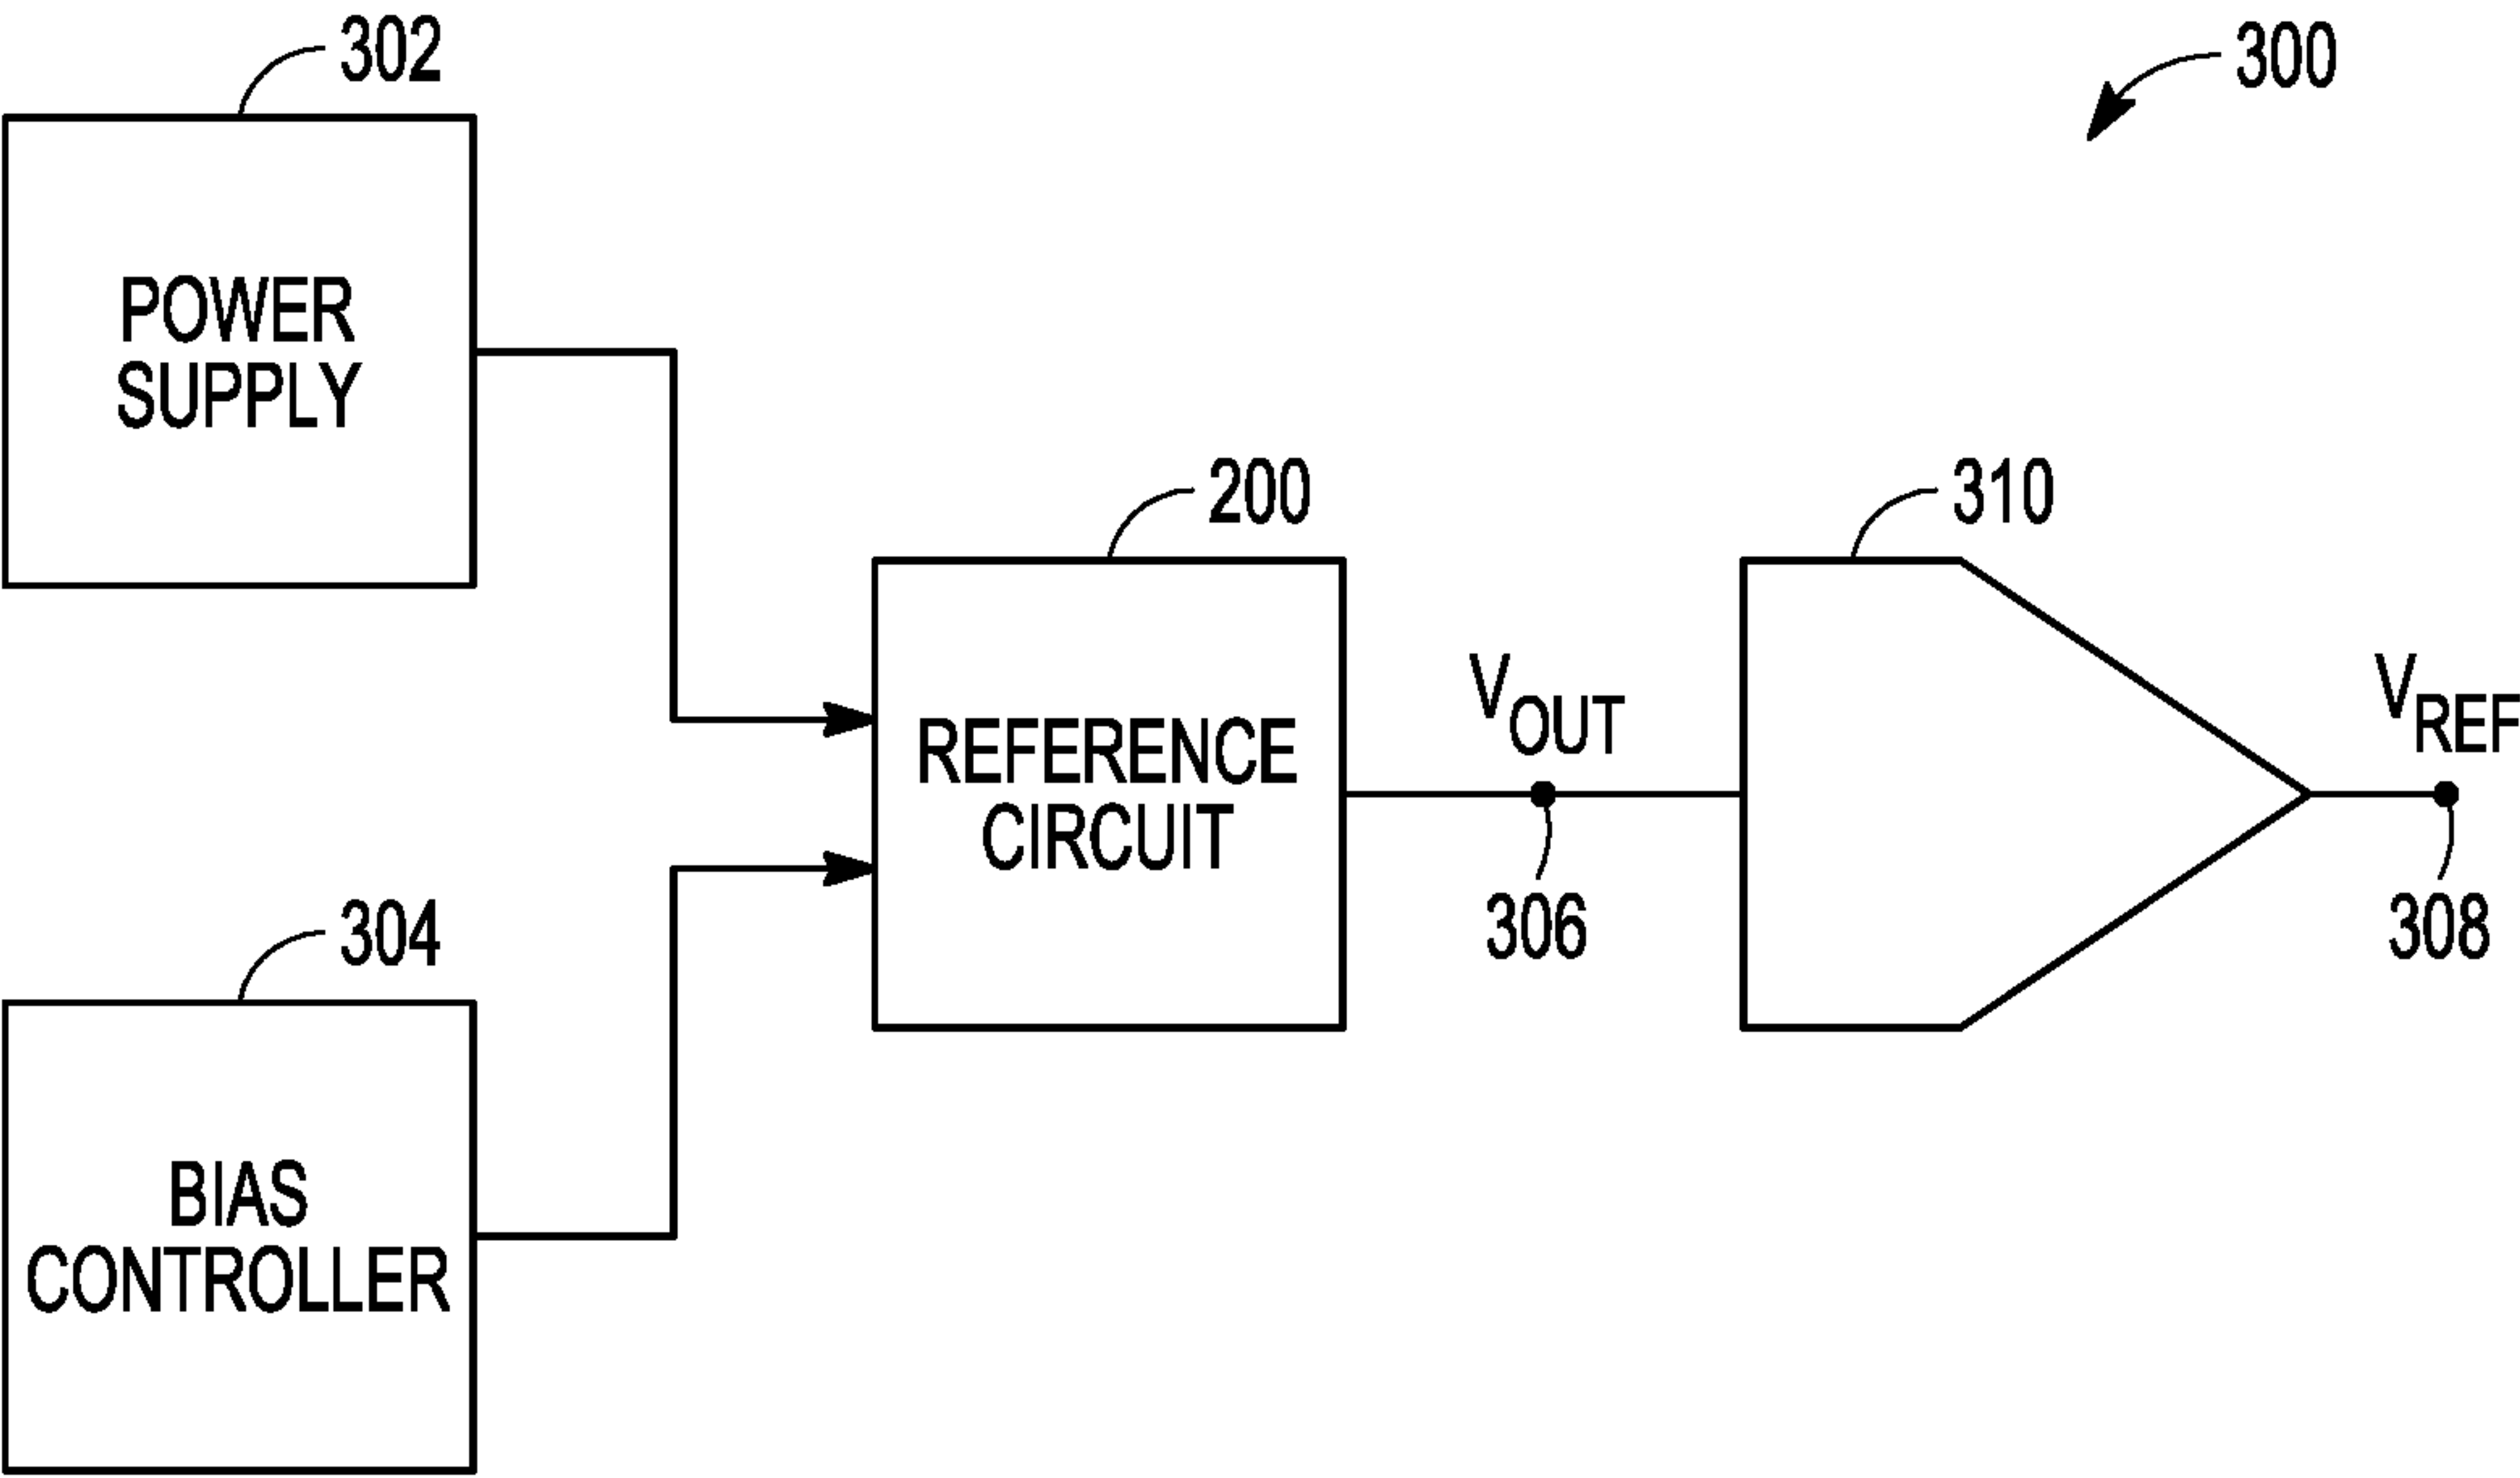 302
300
POWER
SUPPLY
200
310
REFERENCE
CIRCUIT
VOUT
VREF
306
308
304
BIAS
CONTROLLER